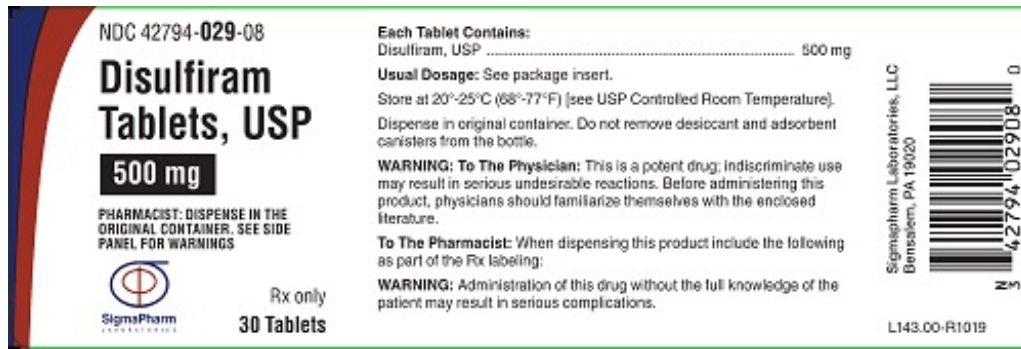 NDC 42794-029-08
Disulfiram
Tablets, USP
500 mg
PHARMACIST: DISPENSE IN THE
ORIGINAL CONTAINER. SEE SIDE
PANEL FOR WARNINGS
SigmaPharm
LABORATORIES
Rx only
30 Tablets
Each Tablet Contains:
Disulfiram, USP ........................................................................ 500 mg
Usual Dosage: See package insert.
Store at 20°-25°C (68°-77°F) [see USP Controlled Room Temperature].
Dispense in original container. Do not remove desiccant and adsorbent
canisters from the bottle.
WARNING: To The Physician: This is a potent drug; indiscriminate use
may result in serious undesirable reactions. Before administering this
product, physicians should familiarize themselves with the enclosed
literature.
To The Pharmacist: When dispensing this product include the following
as part of the Rx labeling:
WARNING: Administration of this drug without the full knowledge of the
patient may result in serious complications.
Sigmapharm Laboratories, LLC
Bensalem, PA 19020
N3 42794 02908 0
L143.00-R1019